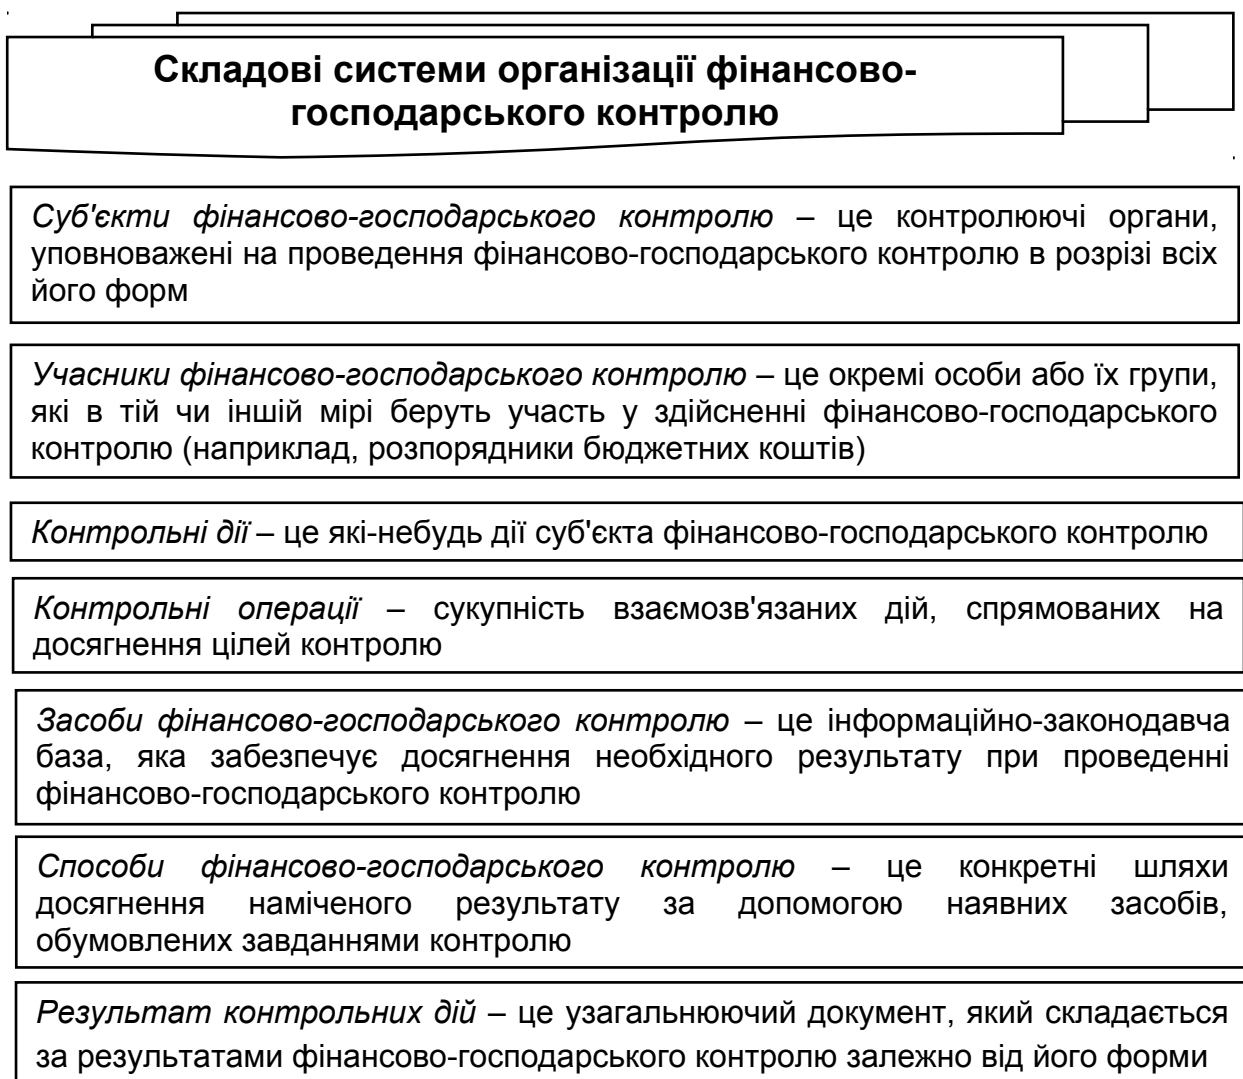 Складові системи організації фінансово-
господарського контролю
Суб'єкти фінансово-господарського контролю – це контролюючі органи,
уповноважені на проведення фінансово-господарського контролю в розрізі всіх
його форм
Учасники фінансово-господарського контролю – це окремі особи або їх групи,
які в тій чи іншій мірі беруть участь у здійсненні фінансово-господарського
контролю (наприклад, розпорядники бюджетних коштів)
Контрольні дії – це які-небудь дії суб'єкта фінансово-господарського контролю
Контрольні операції – сукупність взаємозв'язаних дій, спрямованих на
досягнення цілей контролю
Засоби фінансово-господарського контролю – це інформаційно-законодавча
база, яка забезпечує досягнення необхідного результату при проведенні
фінансово-господарського контролю
Способи фінансово-господарського контролю – це конкретні шляхи
досягнення наміченого результату за допомогою наявних засобів,
обумовлених завданнями контролю
Результат контрольних дій – це узагальнюючий документ, який складається
за результатами фінансово-господарського контролю залежно від його форми